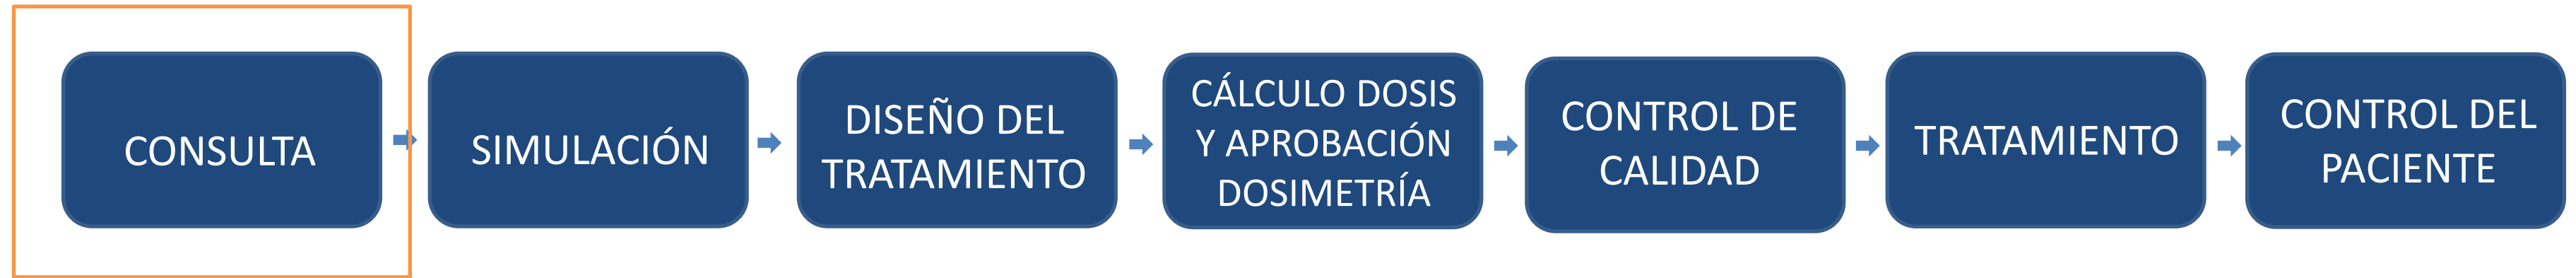 CONSULTA
SIMULACIÓN
DISEÑO DEL
TRATAMIENTO
CÁLCULO DOSIS
Y APROBACIÓN
DOSIMETRÍA
CONTROL DE
CALIDAD
TRATAMIENTO
CONTROL DEL
PACIENTE